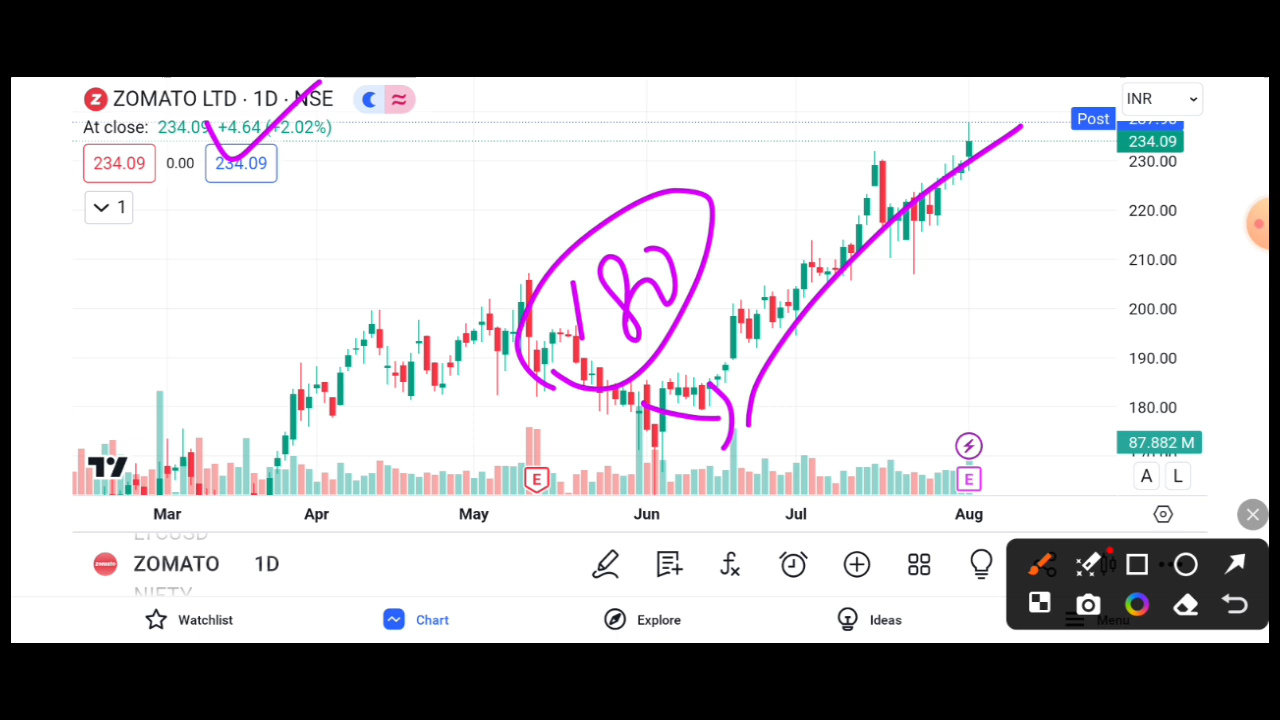 ZOMATO LTD · 1D · NSE
INR
At close: 234.09 +4.64 (+2.02%)
Post
234.09
234.09 0.00 234.09
230.00
1
220.00
210.00
200.00
190.00
180.00
180
87.882 M
E
E
A L
Mar Apr May Jun Jul Aug
ZOMATO 1D
NIFTY
Watchlist Chart Explore Ideas Menu